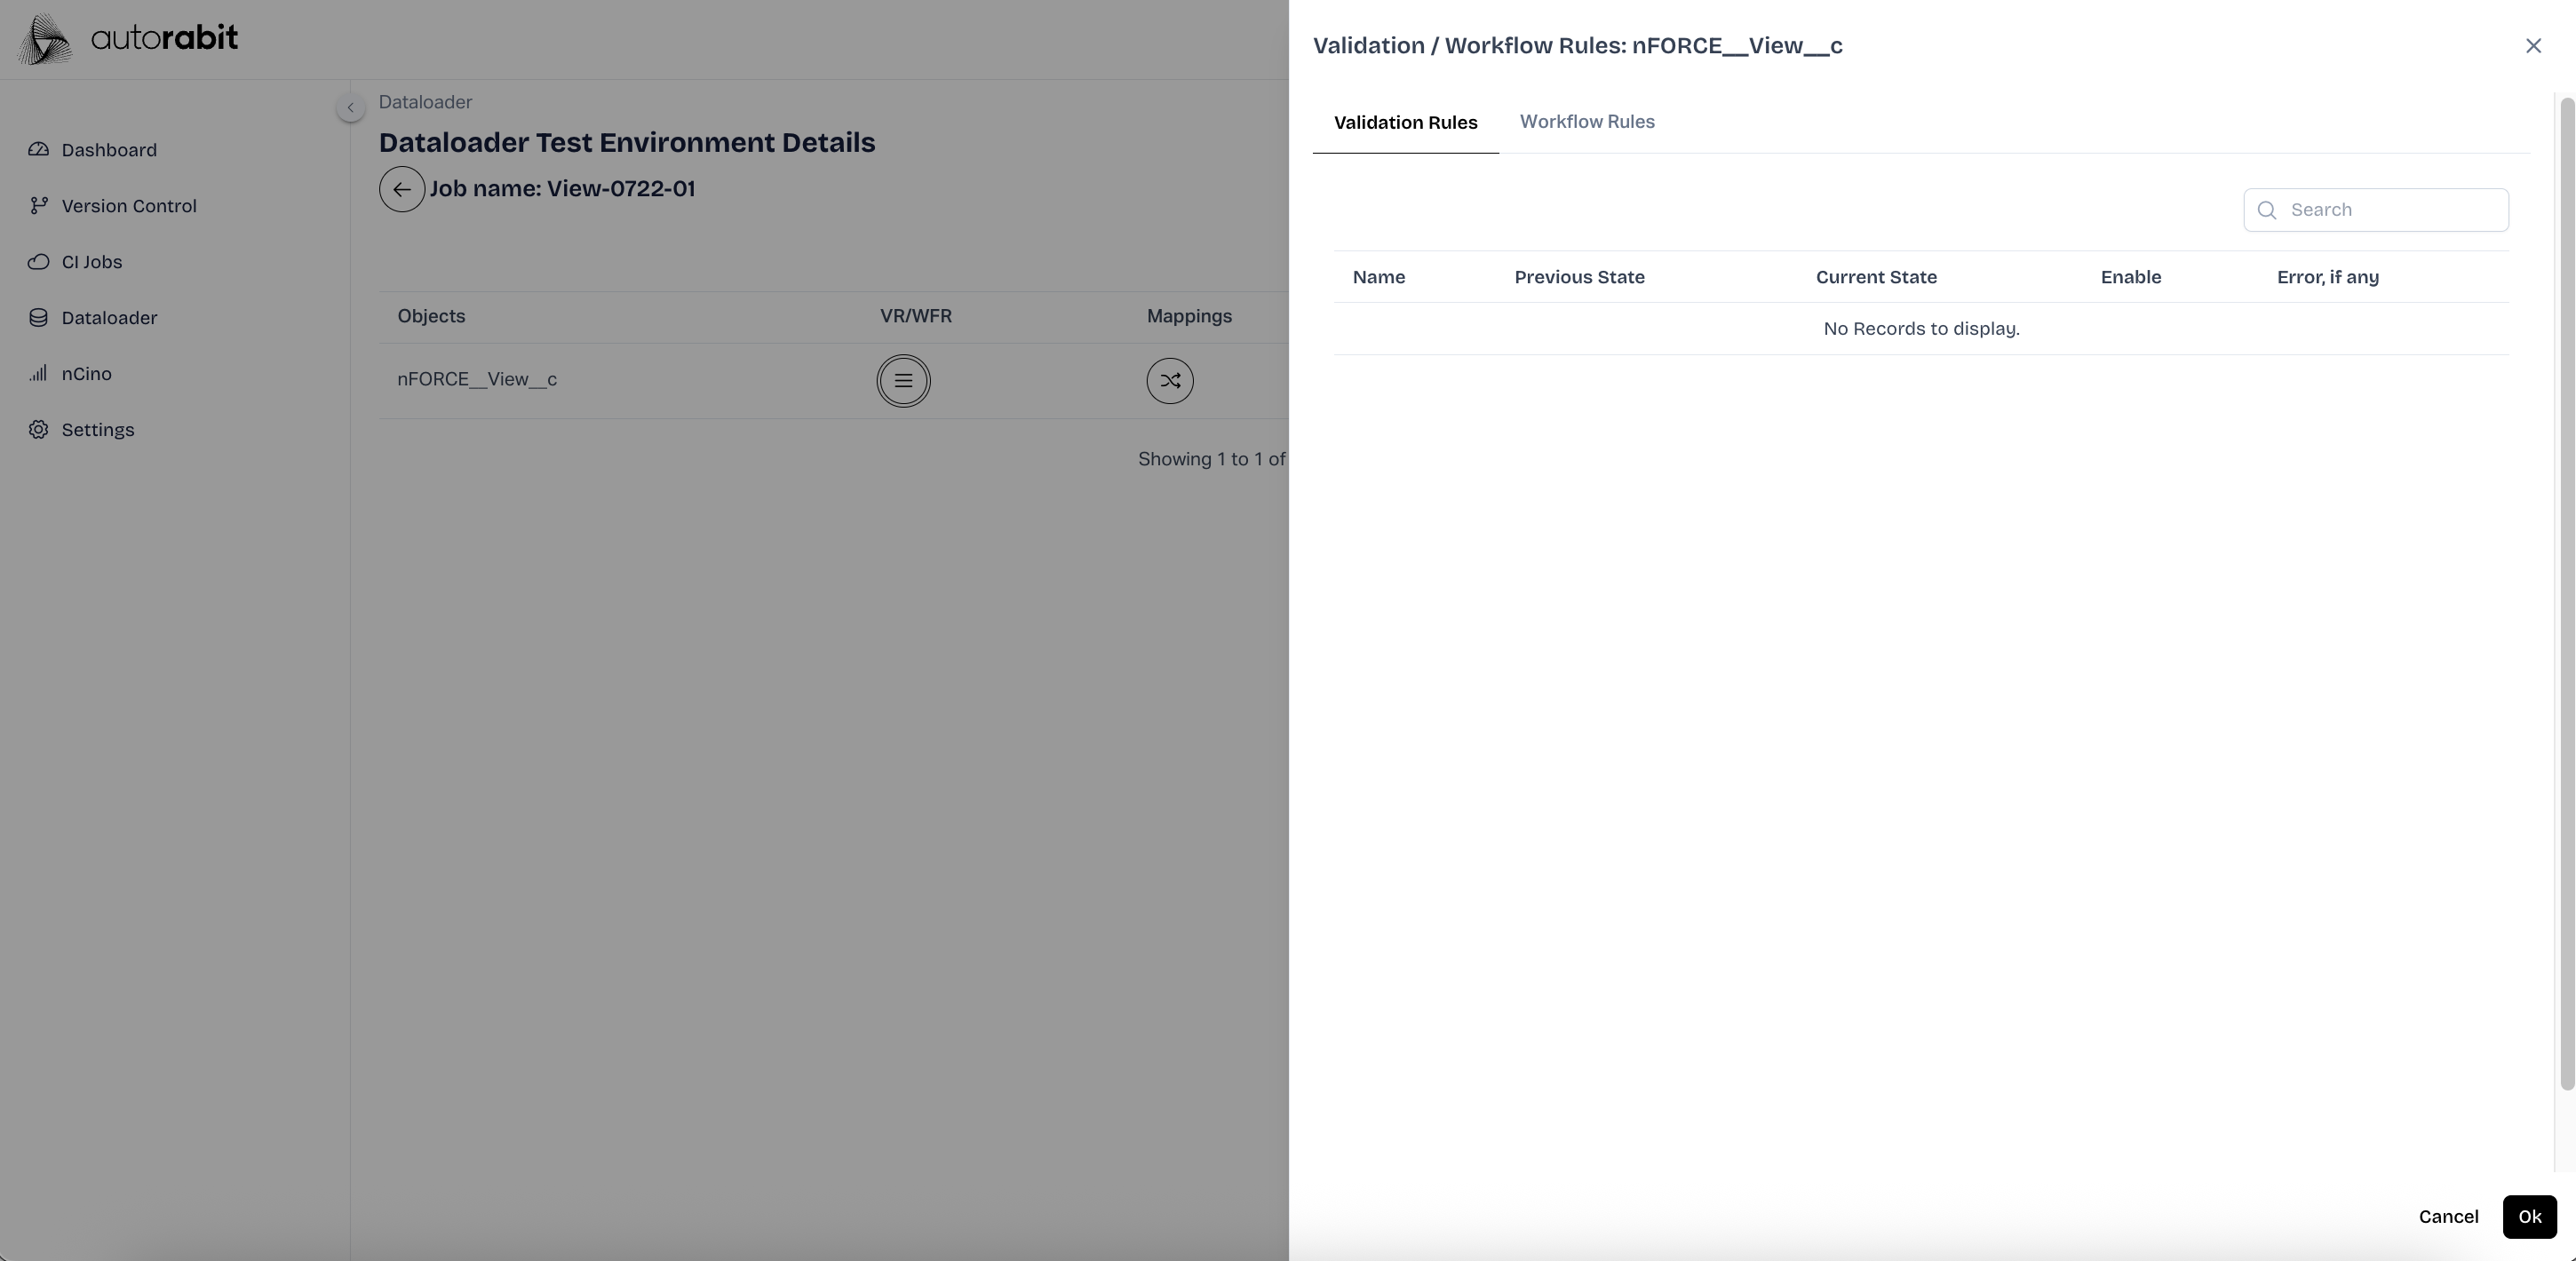 autorabit
Dashboard
Version Control
CI Jobs
Dataloader
nCino
Settings
Dataloader
Dataloader Test Environment Details
Job name: View-0722-01
Objects VR/WFR Mappings
nFORCE__View__c
Showing 1 to 1 of
Validation / Workflow Rules: nFORCE__View__c
Validation Rules Workflow Rules
Search
Name Previous State Current State Enable Error, if any
No Records to display.
Cancel Ok